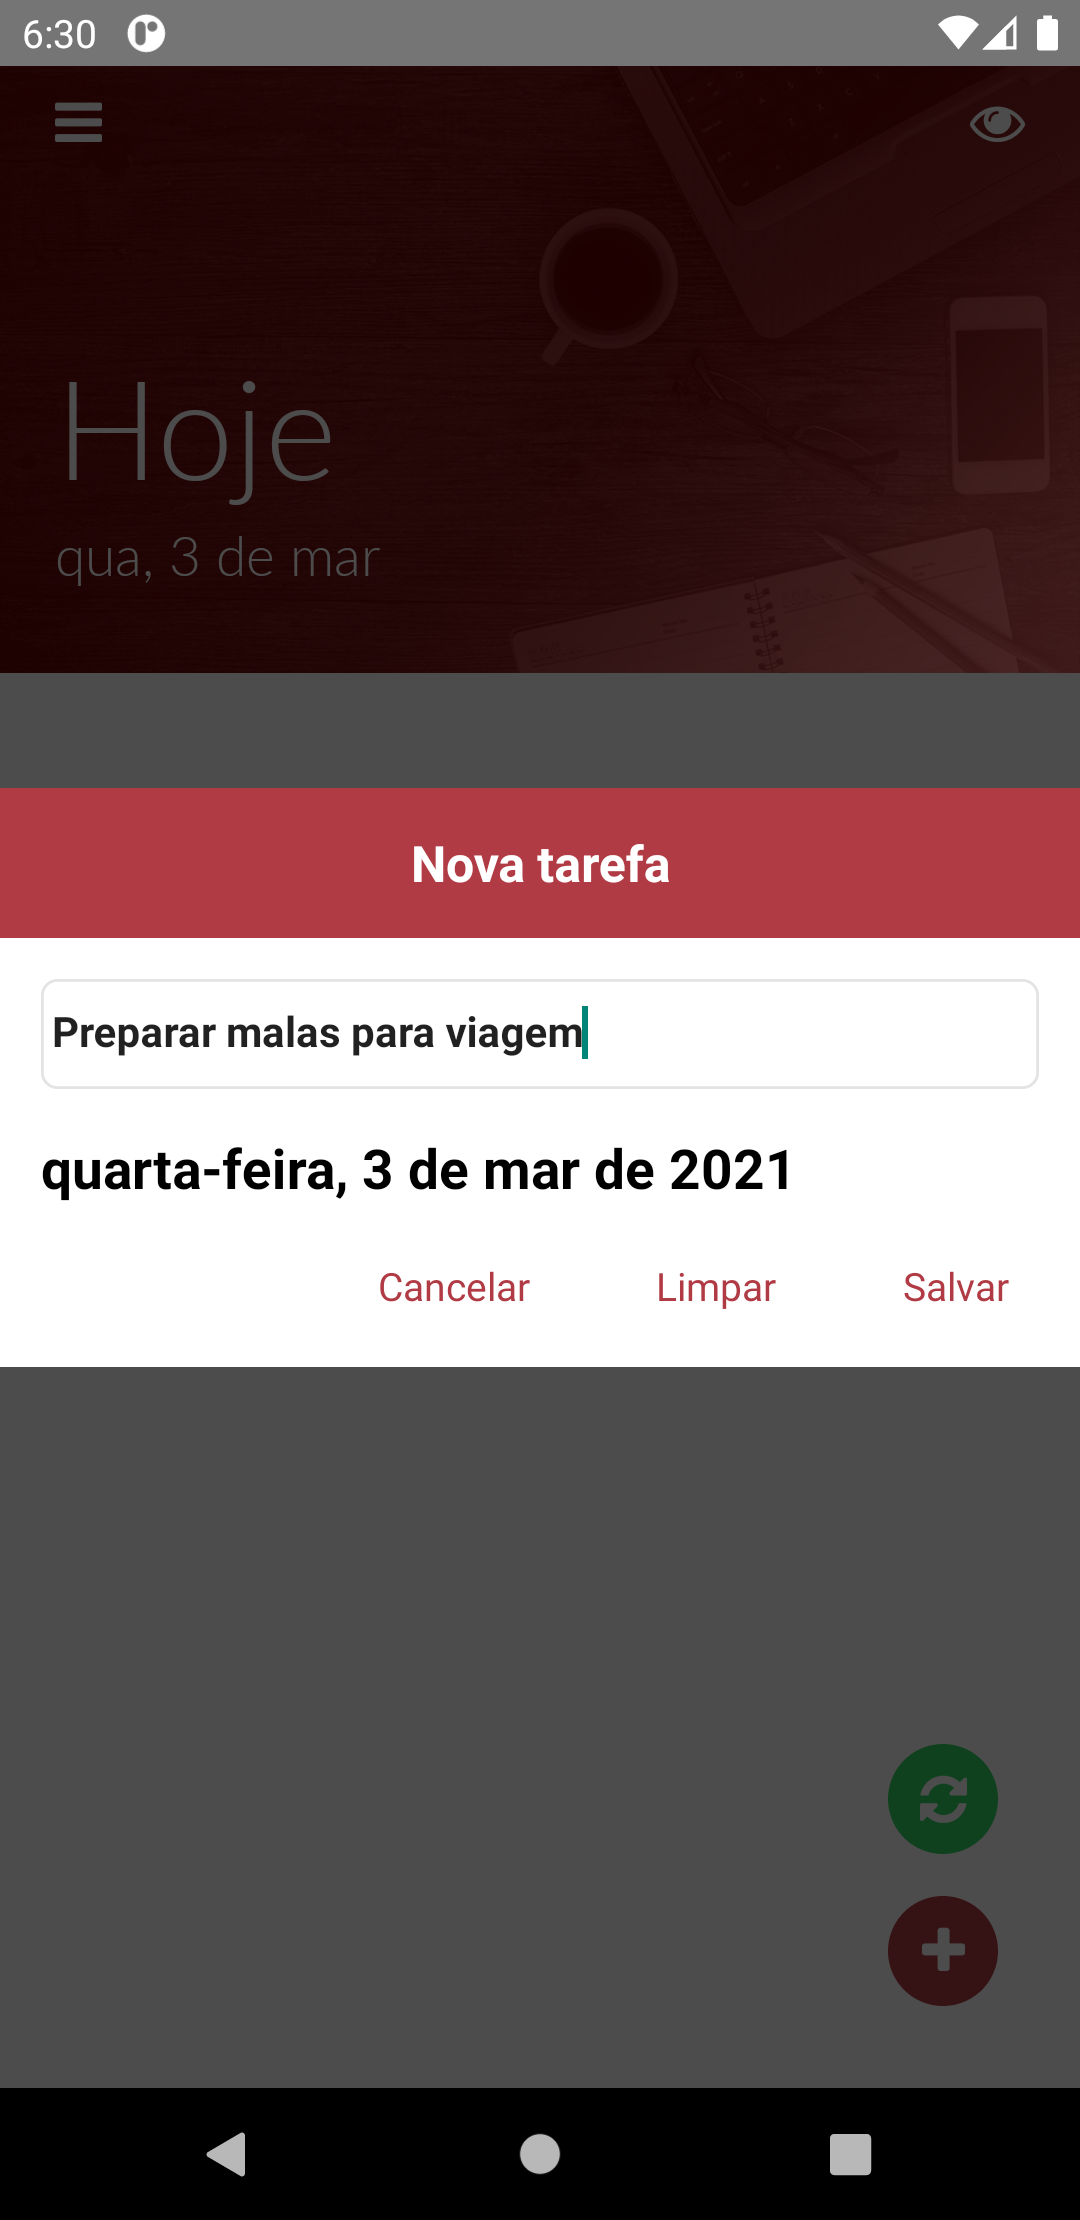 6:30
Hoje
qua, 3 de mar
Nova tarefa
Preparar malas para viagem
quarta-feira, 3 de mar de 2021
Cancelar Limpar Salvar